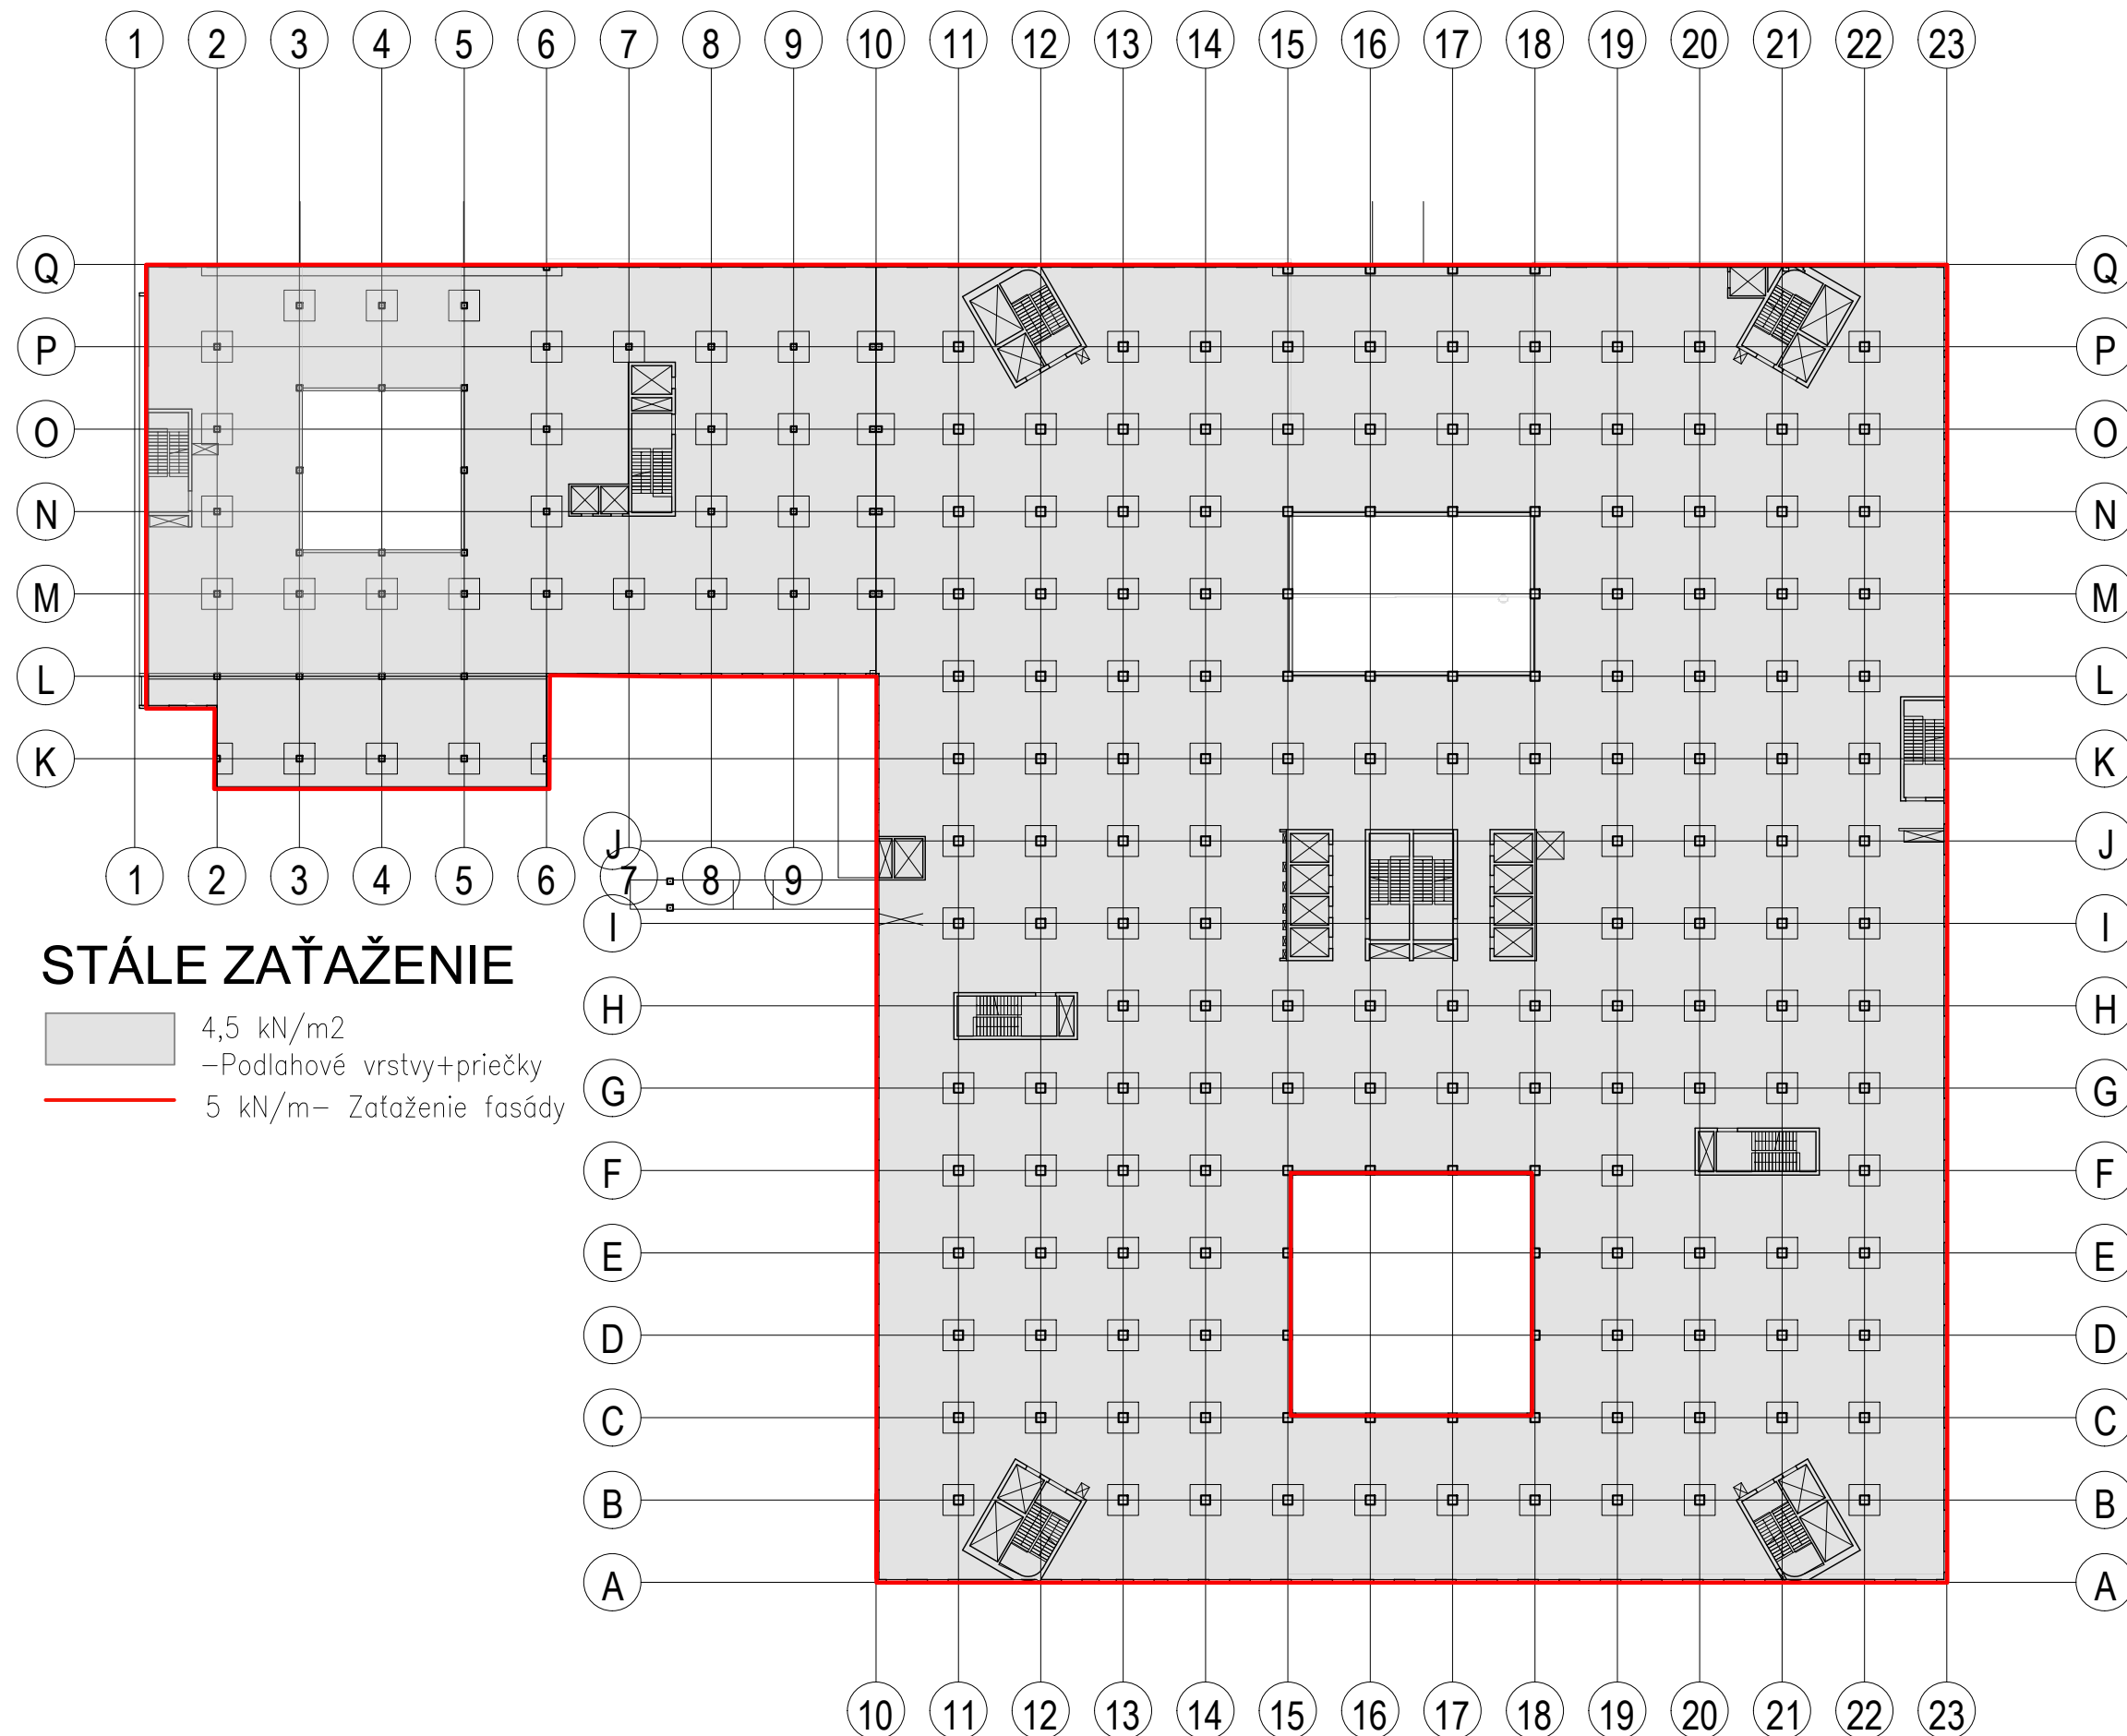 1 2 3 4 5 6 7 8 9 10 11 12 13 14 15 16 17 18 19 20 21 22 23
Q Q
P P
O O
N N
M M
L L
K K
J J
1 2 3 4 5 6 7 8 9
I I
STÁLE ZAŤAŽENIE
4,5 kN/m2
-Podlahové vrstvy+priečky
5 kN/m- Zaťaženie fasády
H H
G G
F F
E E
D D
C C
B B
A A
10 11 12 13 14 15 16 17 18 19 20 21 22 23